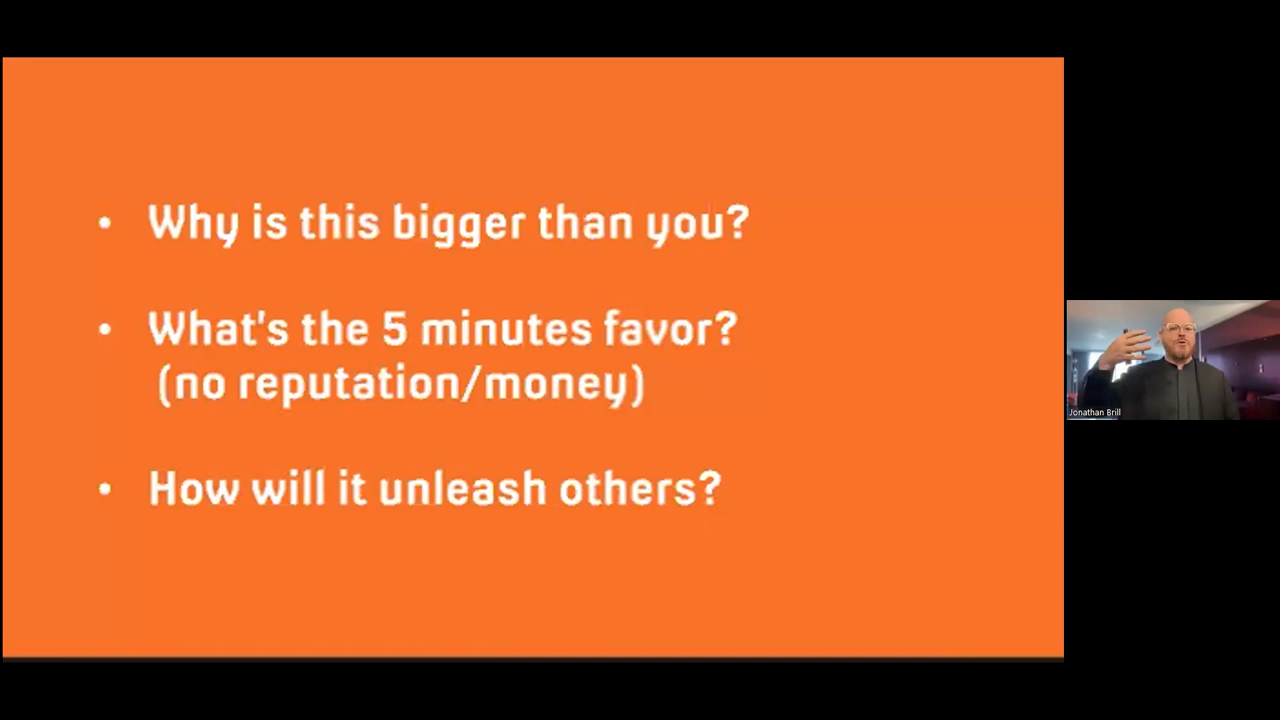 • Why is this bigger than you?
• What's the 5 minutes favor?
(no reputation/money)
• How will it unleash others?
Jonathan Brill